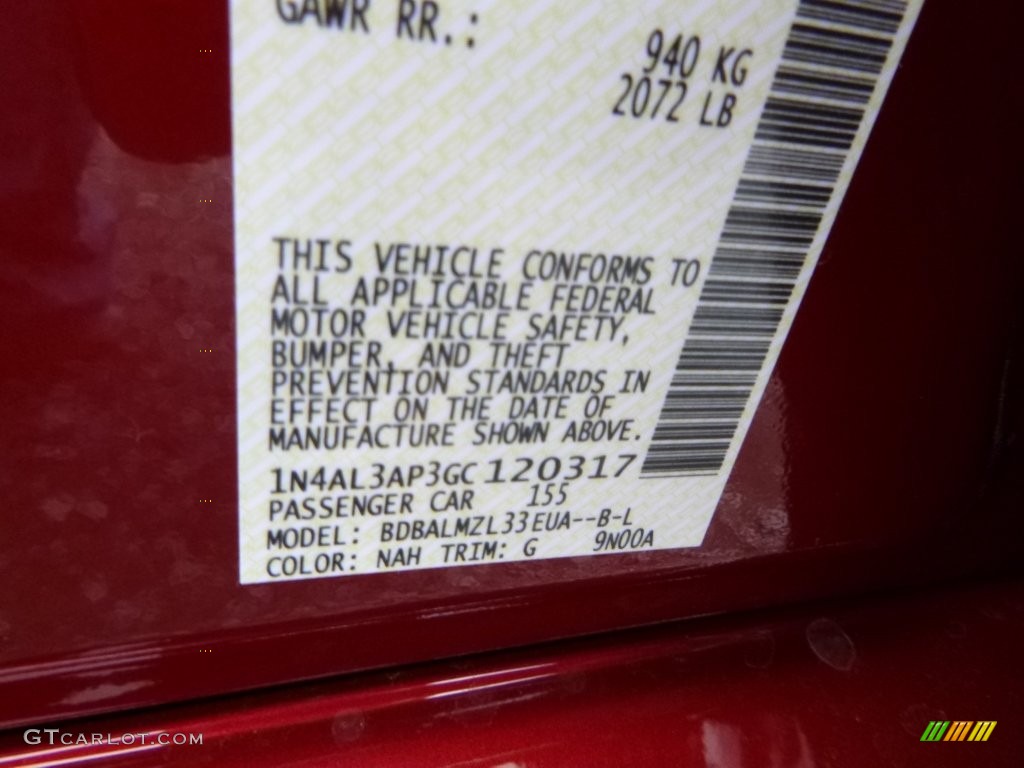 GAWR RR.:
940 KG
2072 LB
THIS VEHICLE CONFORMS TO
ALL APPLICABLE FEDERAL
MOTOR VEHICLE SAFETY,
BUMPER, AND THEFT
PREVENTION STANDARDS IN
EFFECT ON THE DATE OF
MANUFACTURE SHOWN ABOVE.
1N4AL3AP3GC120317
PASSENGER CAR 155
MODEL: BDBALMZL33EUA--B-L
COLOR: NAH TRIM: G 9N00A
GTCARLOT.COM